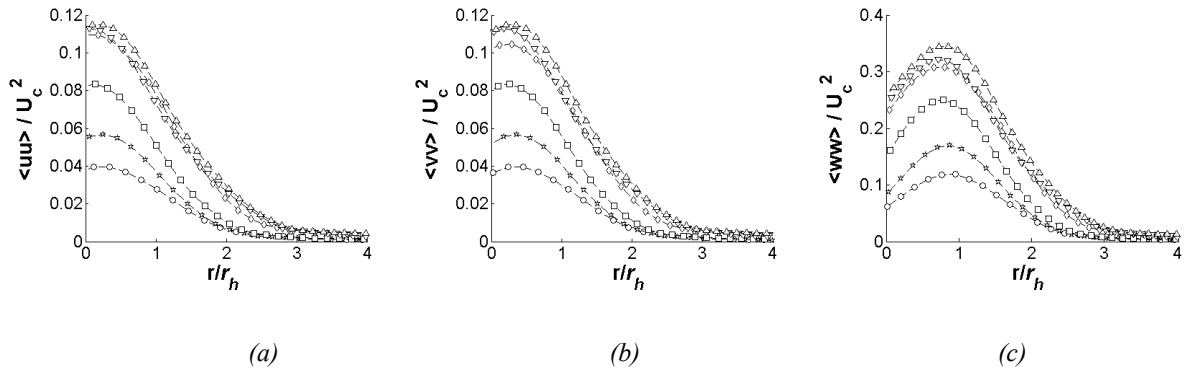 0.12
0.1
0.08
0.06
0.04
0.02
0
<uu> / U_c^2
0 1 2 3 4
r/r_h
(a)
0.12
0.1
0.08
0.06
0.04
0.02
0
<vv> / U_c^2
0 1 2 3 4
r/r_h
(b)
0.4
0.3
0.2
0.1
0
<ww> / U_c^2
0 1 2 3 4
r/r_h
(c)